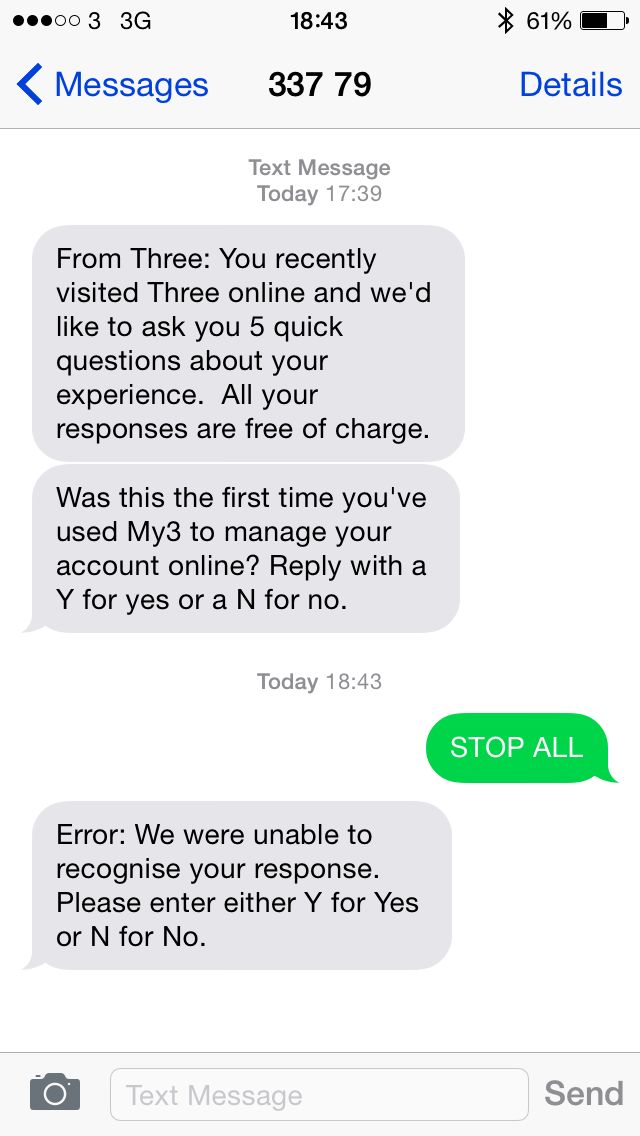 3 3G 18:43 61%
Messages 337 79 Details
Text Message
Today 17:39
From Three: You recently
visited Three online and we'd
like to ask you 5 quick
questions about your
experience.  All your
responses are free of charge.
Was this the first time you've
used My3 to manage your
account online? Reply with a
Y for yes or a N for no.
Today 18:43
STOP ALL
Error: We were unable to
recognise your response.
Please enter either Y for Yes
or N for No.
Text Message Send